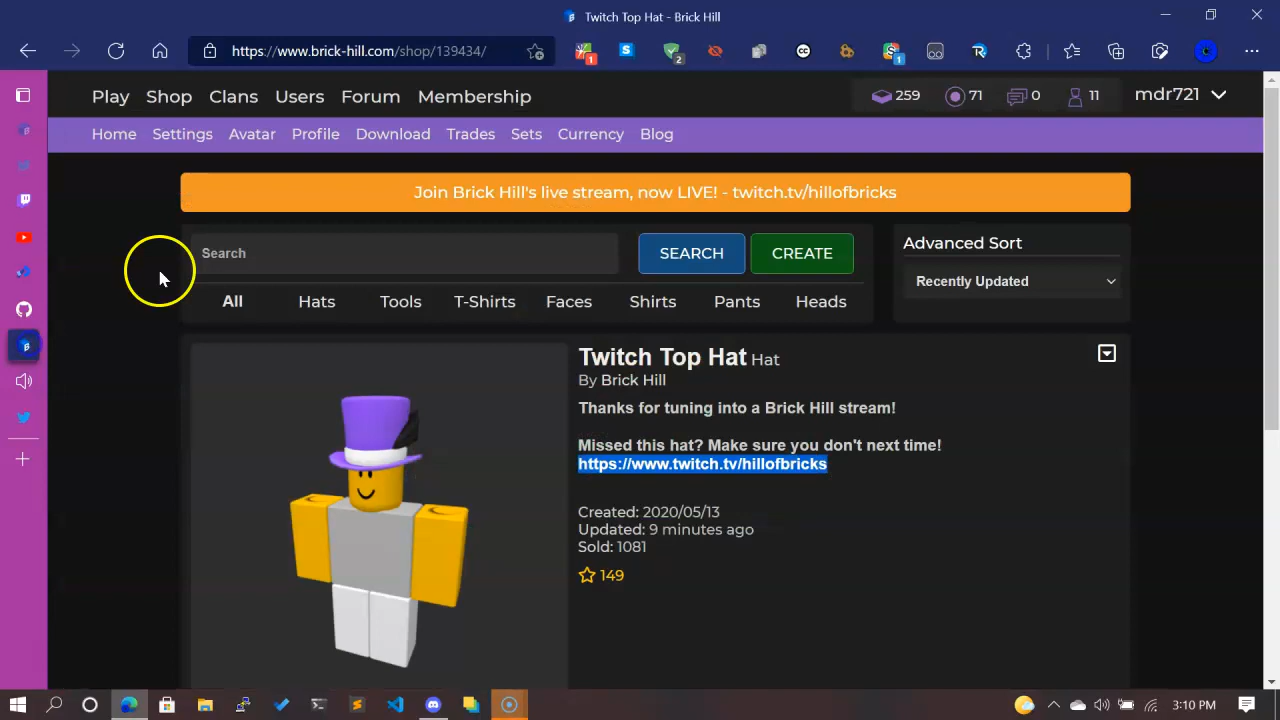 Twitch Top Hat - Brick Hill
https://www.brick-hill.com/shop/139434/
1
2
CC
1
Play Shop Clans Users Forum Membership
259 71 0 11 mdr721
Home Settings Avatar Profile Download Trades Sets Currency Blog
Join Brick Hill's live stream, now LIVE! - twitch.tv/hillofbricks
Search SEARCH CREATE
Advanced Sort
Recently Updated
All Hats Tools T-Shirts Faces Shirts Pants Heads
Twitch Top Hat Hat
By Brick Hill
Thanks for tuning into a Brick Hill stream!
Missed this hat? Make sure you don't next time!
https://www.twitch.tv/hillofbricks
Created: 2020/05/13
Updated: 9 minutes ago
Sold: 1081
149
3:10 PM